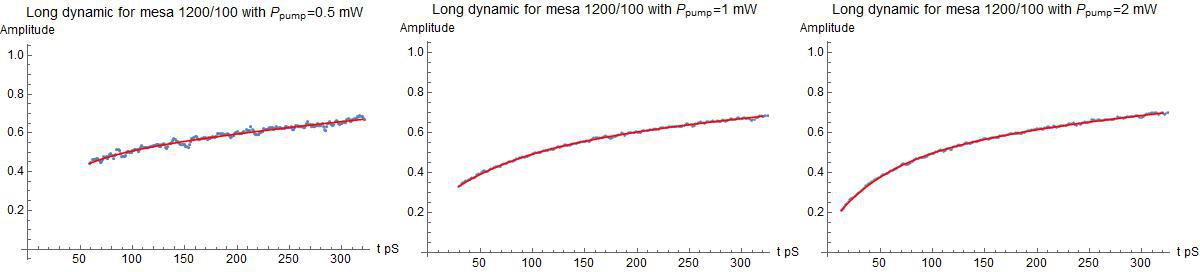 Long dynamic for mesa 1200/100 with Ppump=0.5 mW
Amplitude
1.0
0.8
0.6
0.4
0.2
50 100 150 200 250 300
t pS
Long dynamic for mesa 1200/100 with Ppump=1 mW
Amplitude
1.0
0.8
0.6
0.4
0.2
50 100 150 200 250 300
t pS
Long dynamic for mesa 1200/100 with Ppump=2 mW
Amplitude
1.0
0.8
0.6
0.4
0.2
50 100 150 200 250 300
t pS